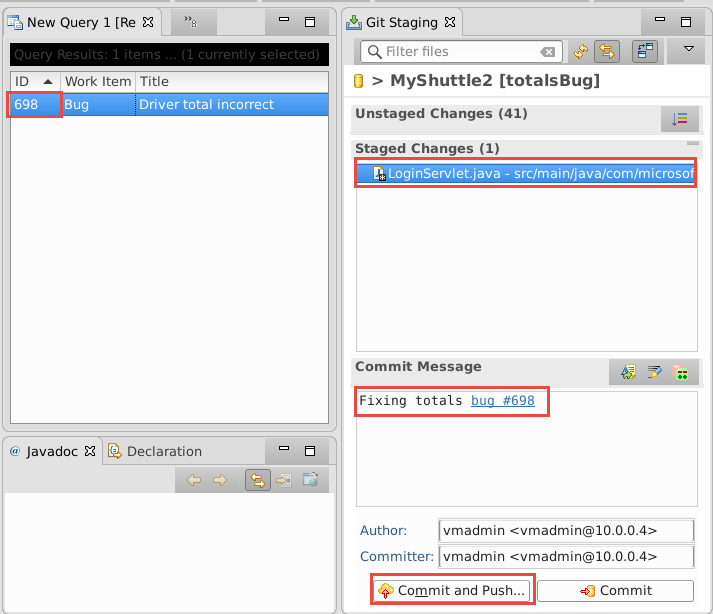 New Query 1 [Re
»8
Query Results: 1 items ... (1 currently selected)
ID Work Item Title
698 Bug Driver total incorrect
@ Javadoc Declaration
Git Staging
Filter files
> MyShuttle2 [totalsBug]
Unstaged Changes (41)
Staged Changes (1)
LoginServlet.java - src/main/java/com/microsof
Commit Message
Fixing totals bug #698
Author: vmadmin <vmadmin@10.0.0.4>
Committer: vmadmin <vmadmin@10.0.0.4>
Commit and Push... Commit